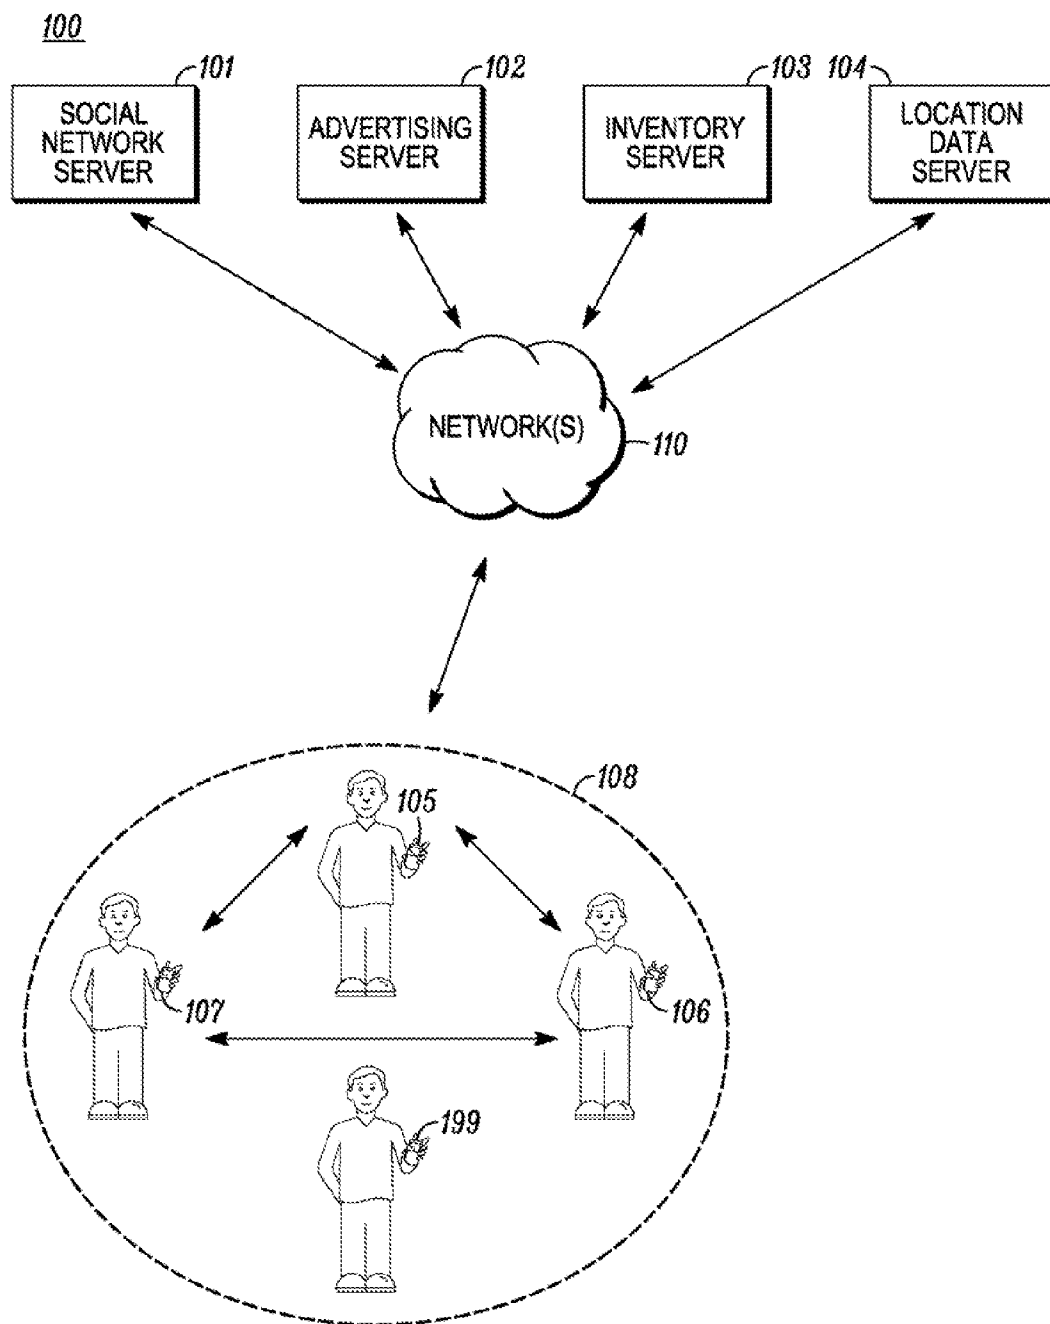 100
101
102
103
104
SOCIAL
NETWORK
SERVER
ADVERTISING
SERVER
INVENTORY
SERVER
LOCATION
DATA
SERVER
NETWORK(S)
110
108
105
107
106
199